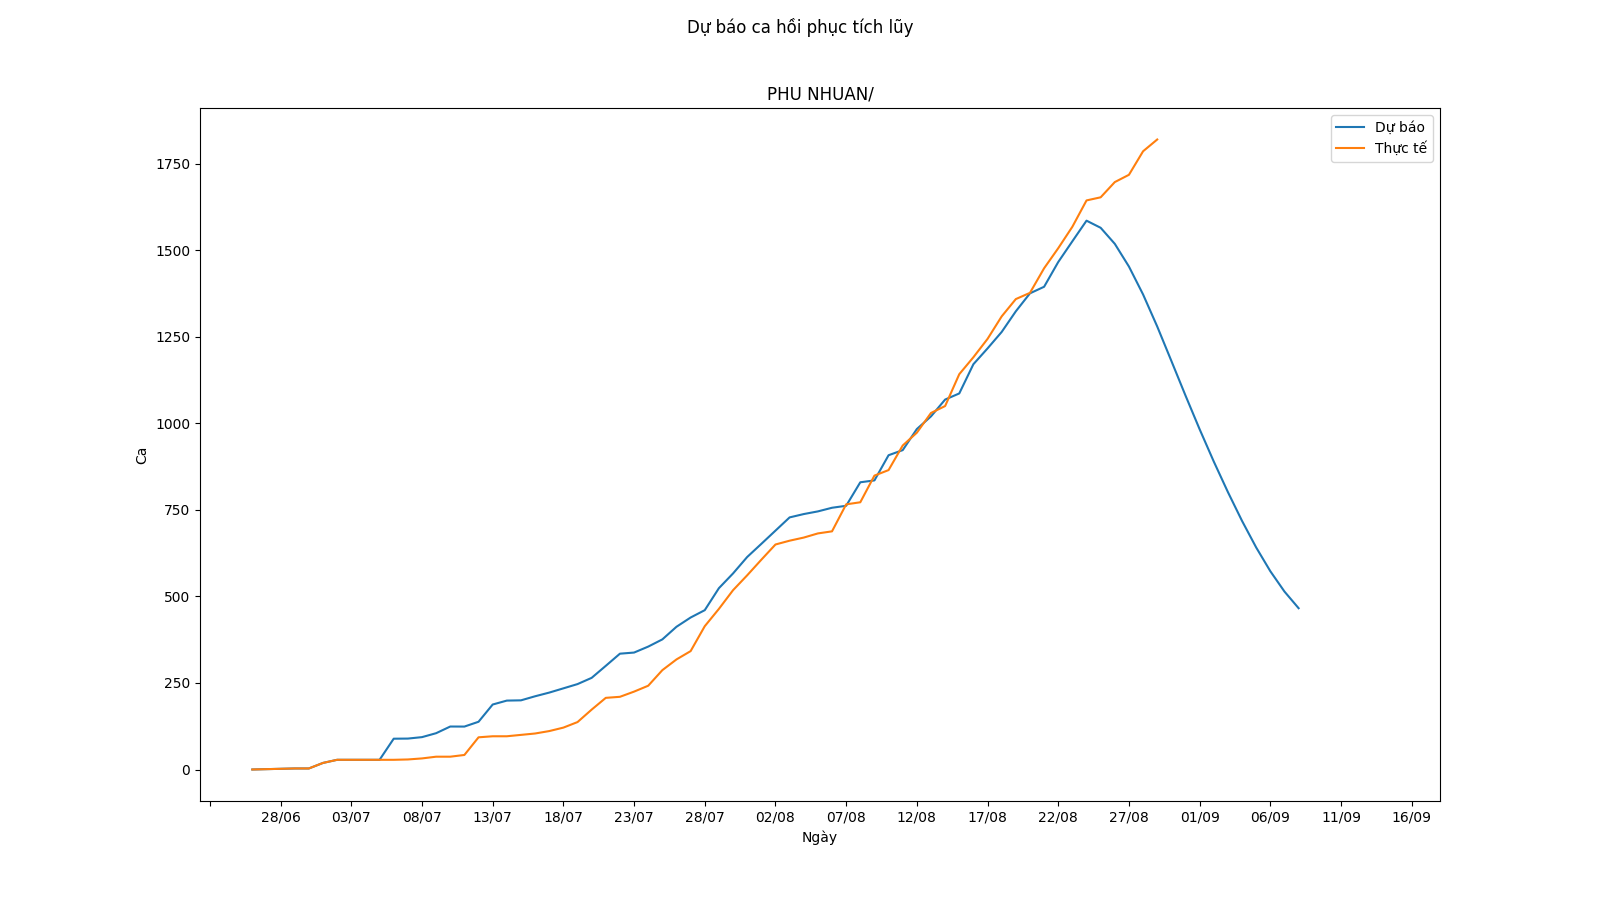 Dự báo ca hồi phục tích lũy
PHU NHUAN/
Dự báo
Thực tế
1750
1500
1250
1000
750
500
250
0
Ca
28/06 03/07 08/07 13/07 18/07 23/07 28/07 02/08 07/08 12/08 17/08 22/08 27/08 01/09 06/09 11/09 16/09
Ngày